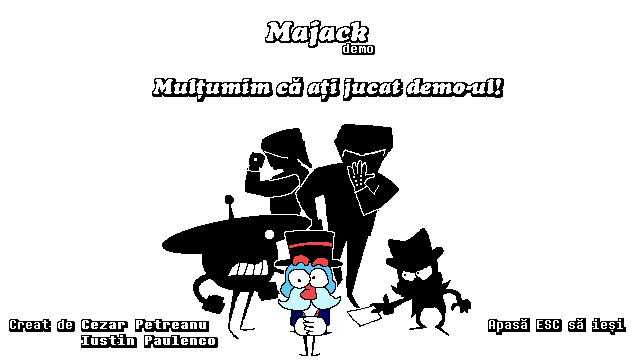 Majack
demo
Mulțumim că ați jucat demo-ul!
Creat de Cezar Petreanu
Iustin Paulenco
Apasă ESC să ieși